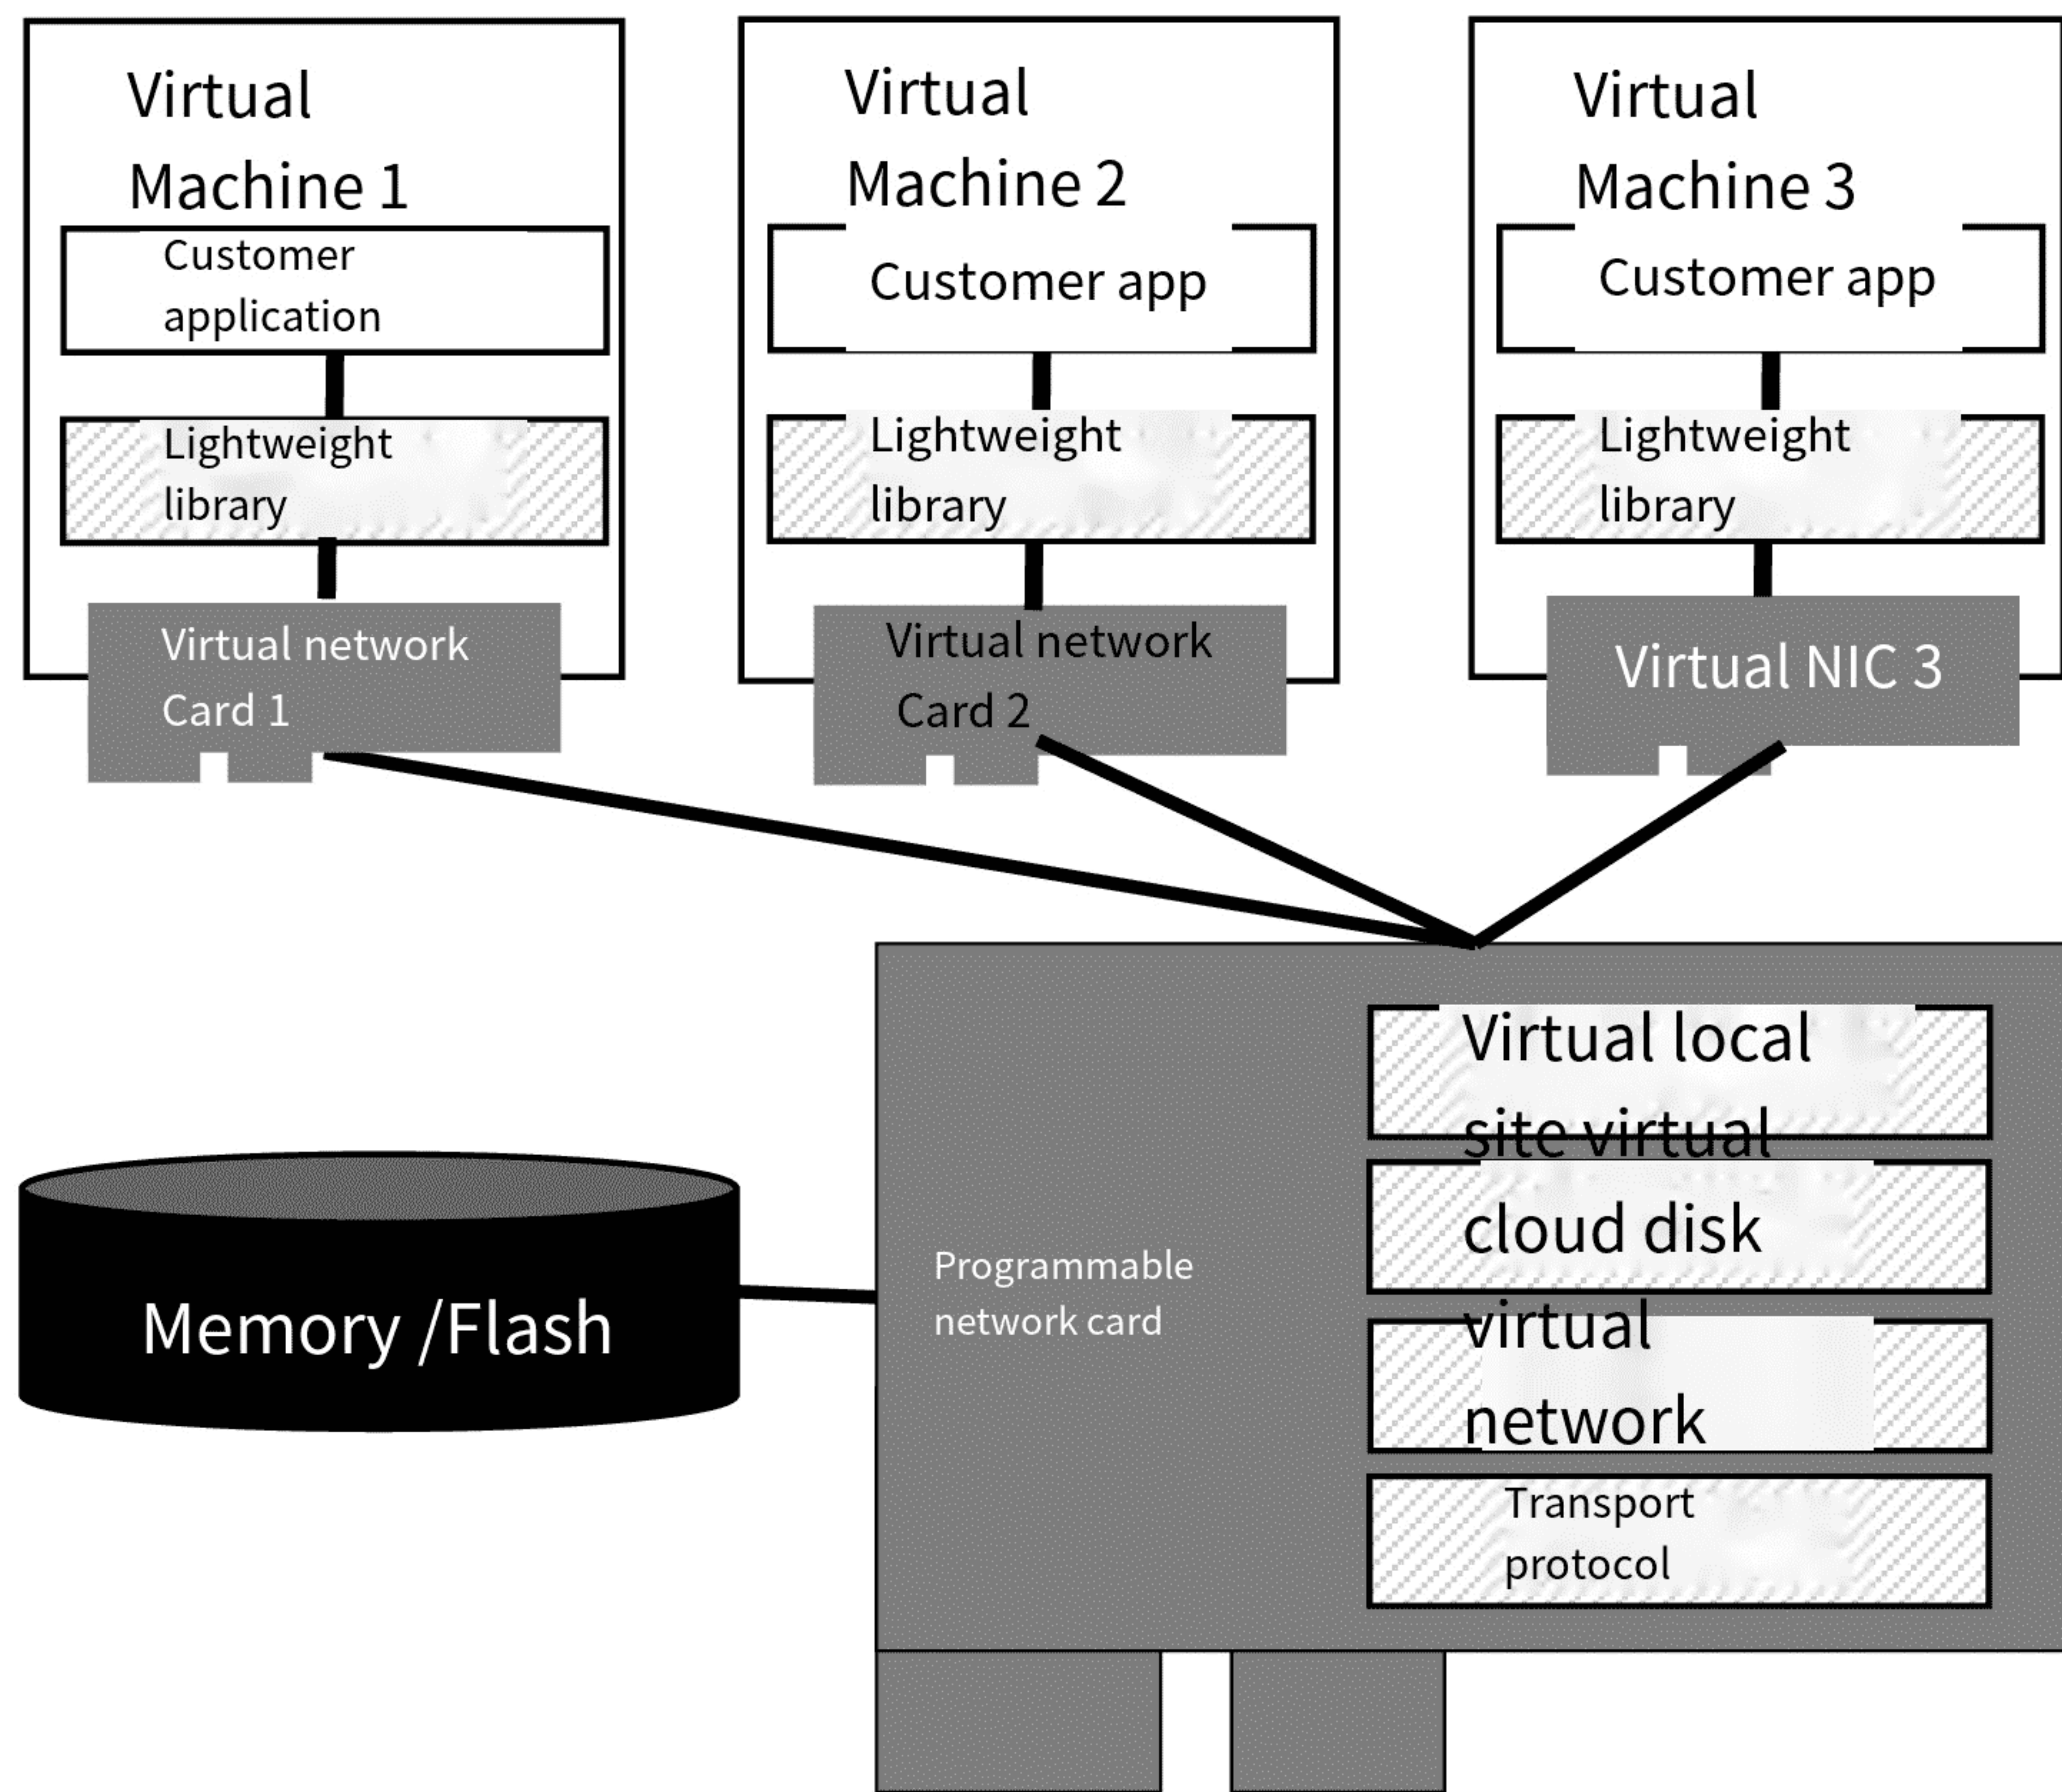 Virtual
Machine 1
Customer
application
Lightweight
library
Virtual network
Card 1
Virtual
Machine 2
Customer app
Lightweight
library
Virtual network
Card 2
Virtual
Machine 3
Customer app
Lightweight
library
Virtual NIC 3
Memory /Flash
Programmable
network card
Virtual local
site virtual
cloud disk
virtual
network
Transport
protocol